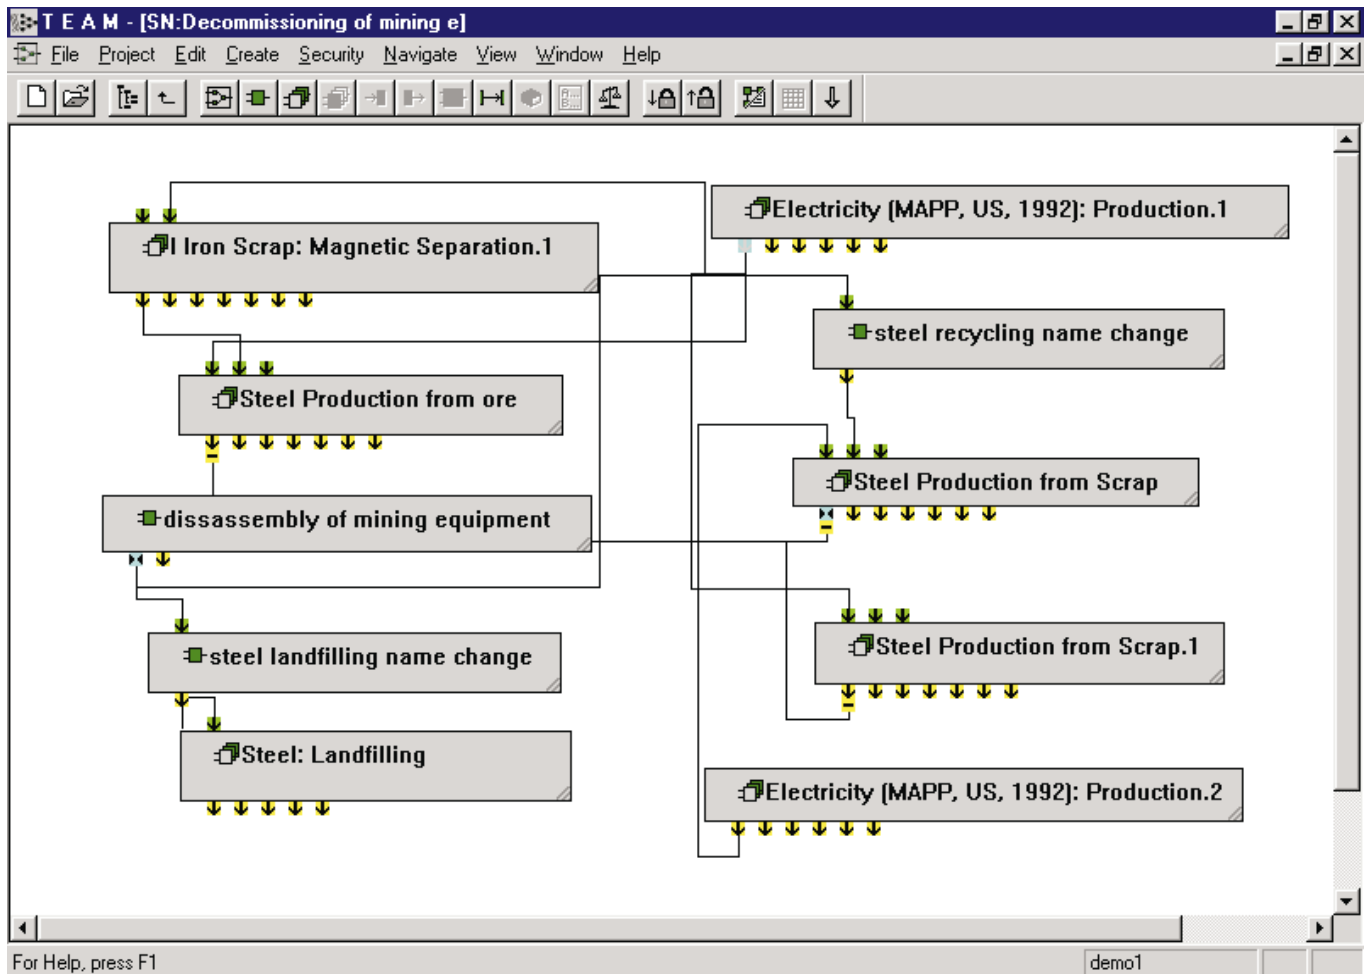 T E A M - [SN:Decommissioning of mining e]
File Project Edit Create Security Navigate View Window Help
Electricity (MAPP, US, 1992): Production.1
I Iron Scrap: Magnetic Separation.1
steel recycling name change
Steel Production from ore
Steel Production from Scrap
dissassembly of mining equipment
Steel Production from Scrap.1
steel landfilling name change
Steel: Landfilling
Electricity (MAPP, US, 1992): Production.2
For Help, press F1
demo1